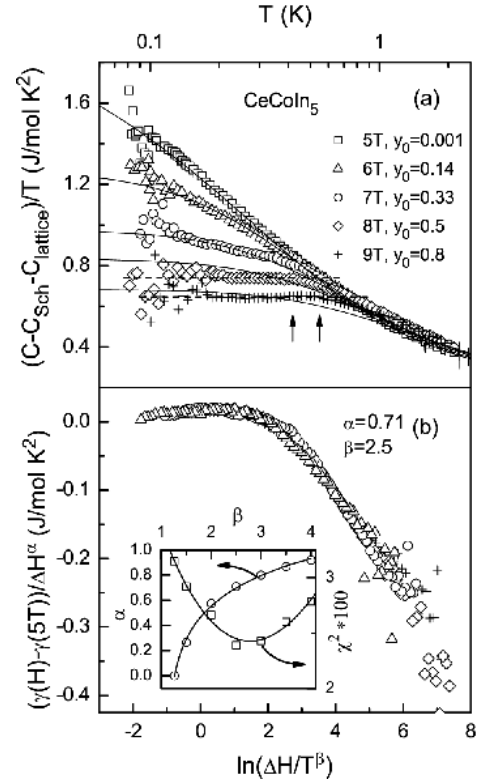 T (K)
0.1 1
(C-C_Sch-C_lattice)/T (J/mol K²)
1.6
1.2
0.8
0.4
CeCoIn₅
(a)
5T, y₀=0.001
6T, y₀=0.14
7T, y₀=0.33
8T, y₀=0.5
9T, y₀=0.8
(γ(H)-γ(5T))/ΔH^α (J/mol K²)
0.0
-0.1
-0.2
-0.3
-0.4
α=0.71
β=2.5
(b)
β
1 2 3 4
α
1.0
0.8
0.6
0.4
0.2
0.0
3
2
χ²*100
-2 0 2 4 6 8
ln(ΔH/T^β)